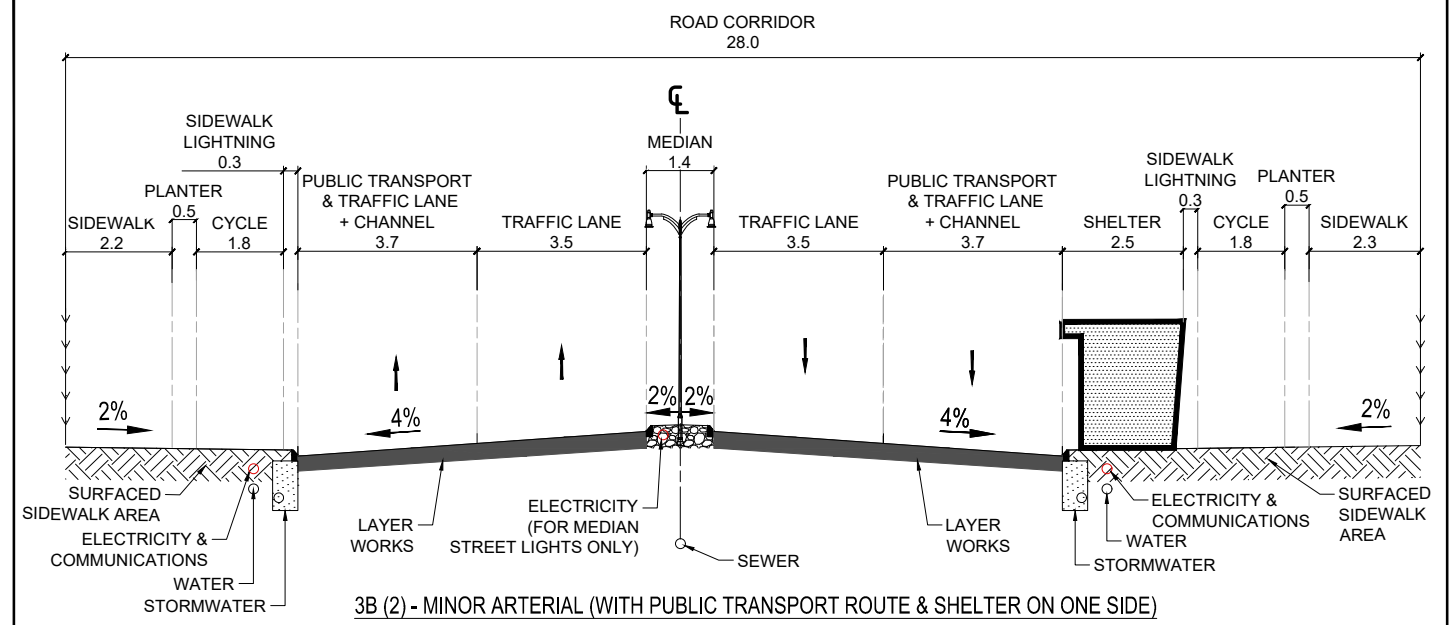 ROAD CORRIDOR
28.0
SIDEWALK
LIGHTNING
0.3
PLANTER
0.5
SIDEWALK
2.2
CYCLE
1.8
PUBLIC TRANSPORT
& TRAFFIC LANE
+ CHANNEL
3.7
TRAFFIC LANE
3.5
℄
MEDIAN
1.4
TRAFFIC LANE
3.5
PUBLIC TRANSPORT
& TRAFFIC LANE
+ CHANNEL
3.7
SHELTER
2.5
SIDEWALK
LIGHTNING
0.3
CYCLE
1.8
PLANTER
0.5
SIDEWALK
2.3
2%
4%
2% 2%
4%
2%
SURFACED
SIDEWALK AREA
ELECTRICITY &
COMMUNICATIONS
WATER
STORMWATER
LAYER
WORKS
ELECTRICITY
(FOR MEDIAN
STREET LIGHTS ONLY)
SEWER
LAYER
WORKS
ELECTRICITY &
COMMUNICATIONS
WATER
STORMWATER
SURFACED
SIDEWALK
AREA
3B (2) - MINOR ARTERIAL (WITH PUBLIC TRANSPORT ROUTE & SHELTER ON ONE SIDE)